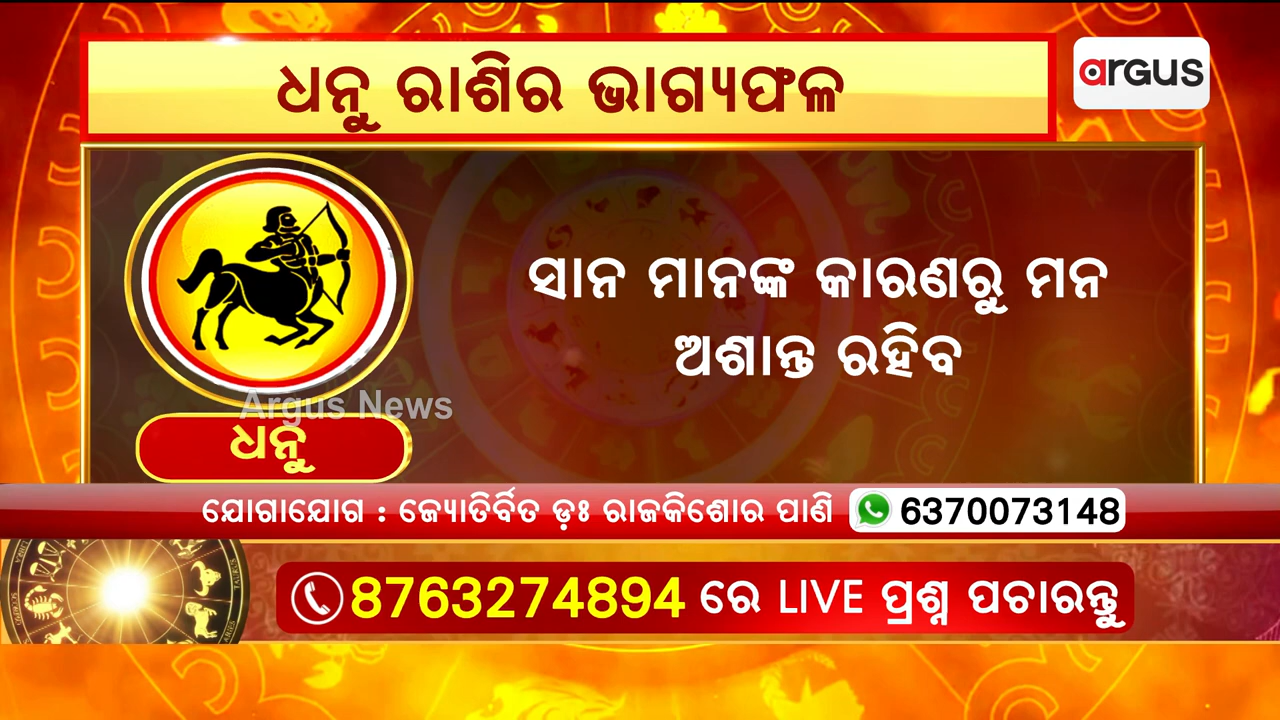 ଧନୁ ରାଶିର ଭାଗ୍ୟଫଳ
argus
ସାନ ମାନଙ୍କ କାରଣରୁ ମନ
ଅଶାନ୍ତ ରହିବ
Argus News
ଧନୁ
ଯୋଗାଯୋଗ : ଜ୍ୟୋତିର୍ବିତ ଡ଼ଃ ରାଜକିଶୋର ପାଣି 6370073148
8763274894 ରେ LIVE ପ୍ରଶ୍ନ ପଚାରନ୍ତୁ